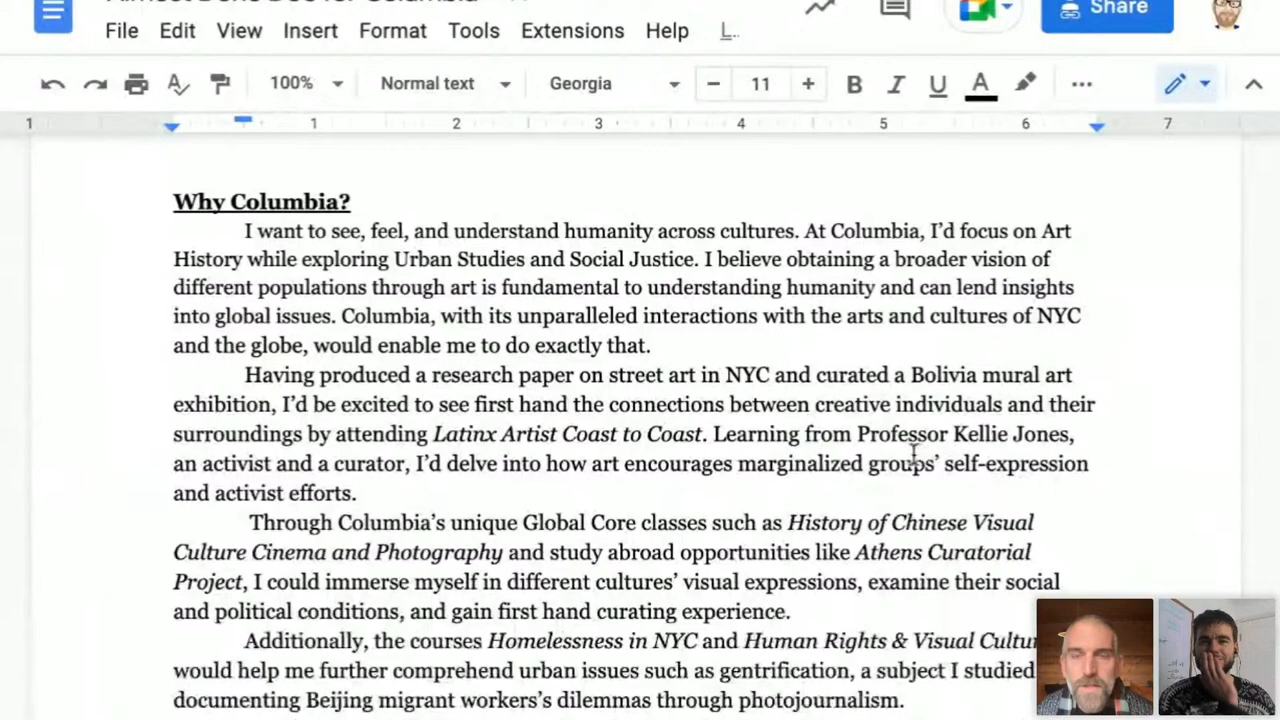 File Edit View Insert Format Tools Extensions Help L.. Share
100% Normal text Georgia − 11 + B I U A
1 1 2 3 4 5 6 7
Why Columbia?
I want to see, feel, and understand humanity across cultures. At Columbia, I'd focus on Art
History while exploring Urban Studies and Social Justice. I believe obtaining a broader vision of
different populations through art is fundamental to understanding humanity and can lend insights
into global issues. Columbia, with its unparalleled interactions with the arts and cultures of NYC
and the globe, would enable me to do exactly that.
Having produced a research paper on street art in NYC and curated a Bolivia mural art
exhibition, I'd be excited to see first hand the connections between creative individuals and their
surroundings by attending Latinx Artist Coast to Coast. Learning from Professor Kellie Jones,
an activist and a curator, I'd delve into how art encourages marginalized groups' self-expression
and activist efforts.
Through Columbia's unique Global Core classes such as History of Chinese Visual
Culture Cinema and Photography and study abroad opportunities like Athens Curatorial
Project, I could immerse myself in different cultures' visual expressions, examine their social
and political conditions, and gain first hand curating experience.
Additionally, the courses Homelessness in NYC and Human Rights & Visual Cultu
would help me further comprehend urban issues such as gentrification, a subject I studied
documenting Beijing migrant workers's dilemmas through photojournalism.